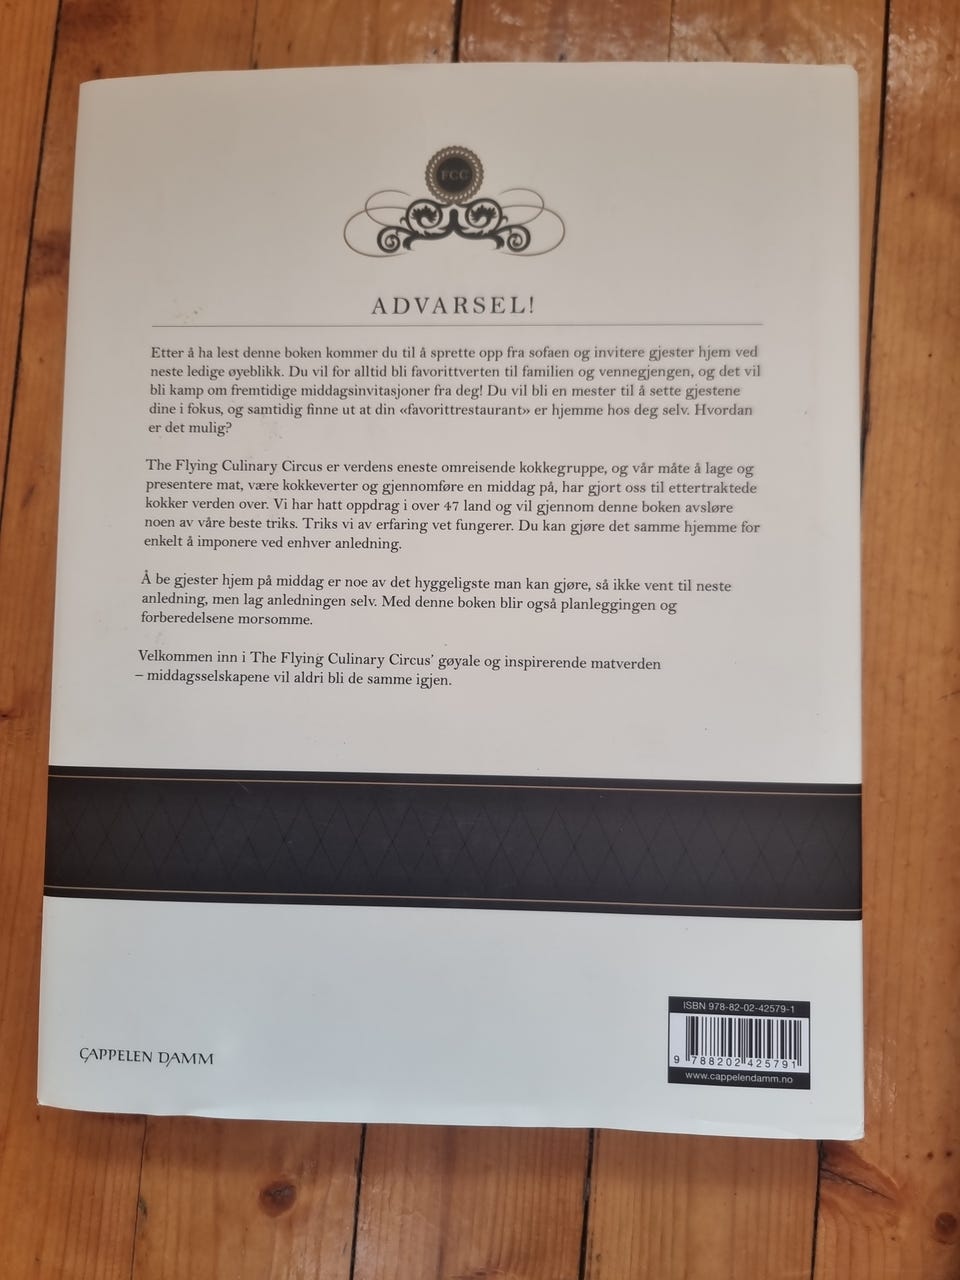 FCC
ADVARSEL!
Etter å ha lest denne boken kommer du til å sprette opp fra sofaen og invitere gjester hjem ved
neste ledige øyeblikk. Du vil for alltid bli favorittverten til familien og vennegjengen, og det vil
bli kamp om fremtidige middagsinvitasjoner fra deg! Du vil bli en mester til å sette gjestene
dine i fokus, og samtidig finne ut at din «favorittrestaurant» er hjemme hos deg selv. Hvordan
er det mulig?
The Flying Culinary Circus er verdens eneste omreisende kokkegruppe, og vår måte å lage og
presentere mat, være kokkeverter og gjennomføre en middag på, har gjort oss til ettertraktede
kokker verden over. Vi har hatt oppdrag i over 47 land og vil gjennom denne boken avsløre
noen av våre beste triks. Triks vi av erfaring vet fungerer. Du kan gjøre det samme hjemme for
enkelt å imponere ved enhver anledning.
Å be gjester hjem på middag er noe av det hyggeligste man kan gjøre, så ikke vent til neste
anledning, men lag anledningen selv. Med denne boken blir også planleggingen og
forberedelsene morsomme.
Velkommen inn i The Flying Culinary Circus' gøyale og inspirerende matverden
– middagsselskapene vil aldri bli de samme igjen.
ISBN 978-82-02-42579-1
9 788202 425791
www.cappelendamm.no
CAPPELEN DAMM